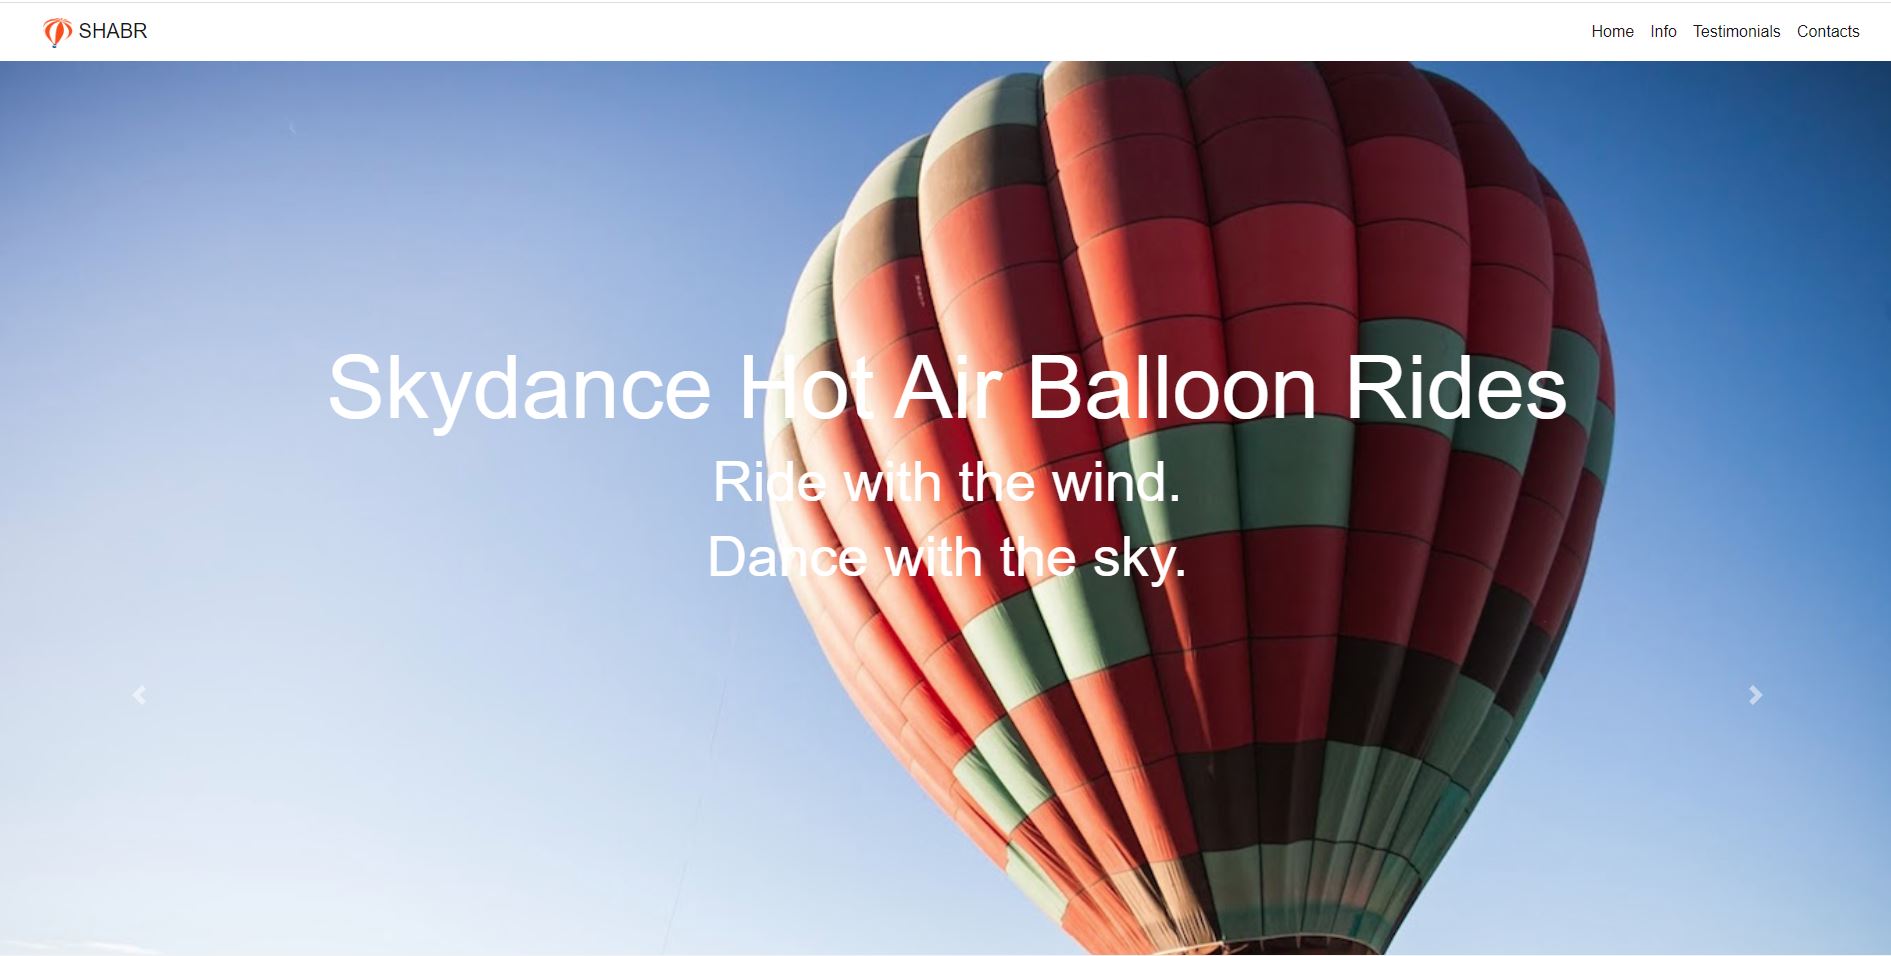 SHABR
Home Info Testimonials Contacts
Skydance Hot Air Balloon Rides
Ride with the wind.
Dance with the sky.